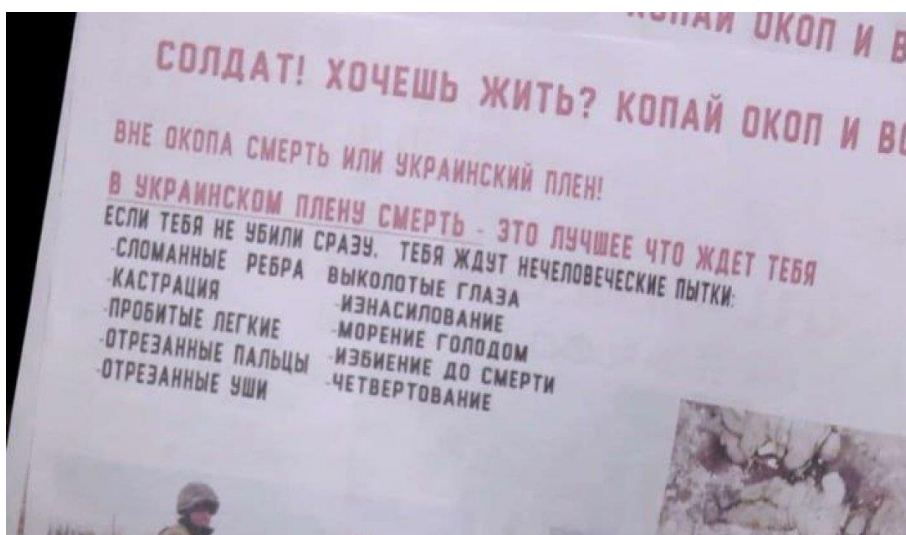 КОПАЙ ОКОП И
СОЛДАТ! ХОЧЕШЬ ЖИТЬ? КОПАЙ ОКОП И
ВНЕ ОКОПА СМЕРТЬ ИЛИ УКРАИНСКИЙ ПЛЕН!
В УКРАИНСКОМ ПЛЕНУ СМЕРТЬ - ЭТО ЛУЧШЕЕ ЧТО ЖДЕТ ТЕБЯ
ЕСЛИ ТЕБЯ НЕ УБИЛИ СРАЗУ. ТЕБЯ ЖДУТ НЕЧЕЛОВЕЧЕСКИЕ ПЫТКИ:
-СЛОМАННЫЕ РЕБРА ВЫКОЛОТЫЕ ГЛАЗА
-КАСТРАЦИЯ -ИЗНАСИЛОВАНИЕ
-ПРОБИТЫЕ ЛЕГКИЕ -МОРЕНИЕ ГОЛОДОМ
-ОТРЕЗАННЫЕ ПАЛЬЦЫ -ИЗБИЕНИЕ ДО СМЕРТИ
-ОТРЕЗАННЫЕ УШИ -ЧЕТВЕРТОВАНИЕ